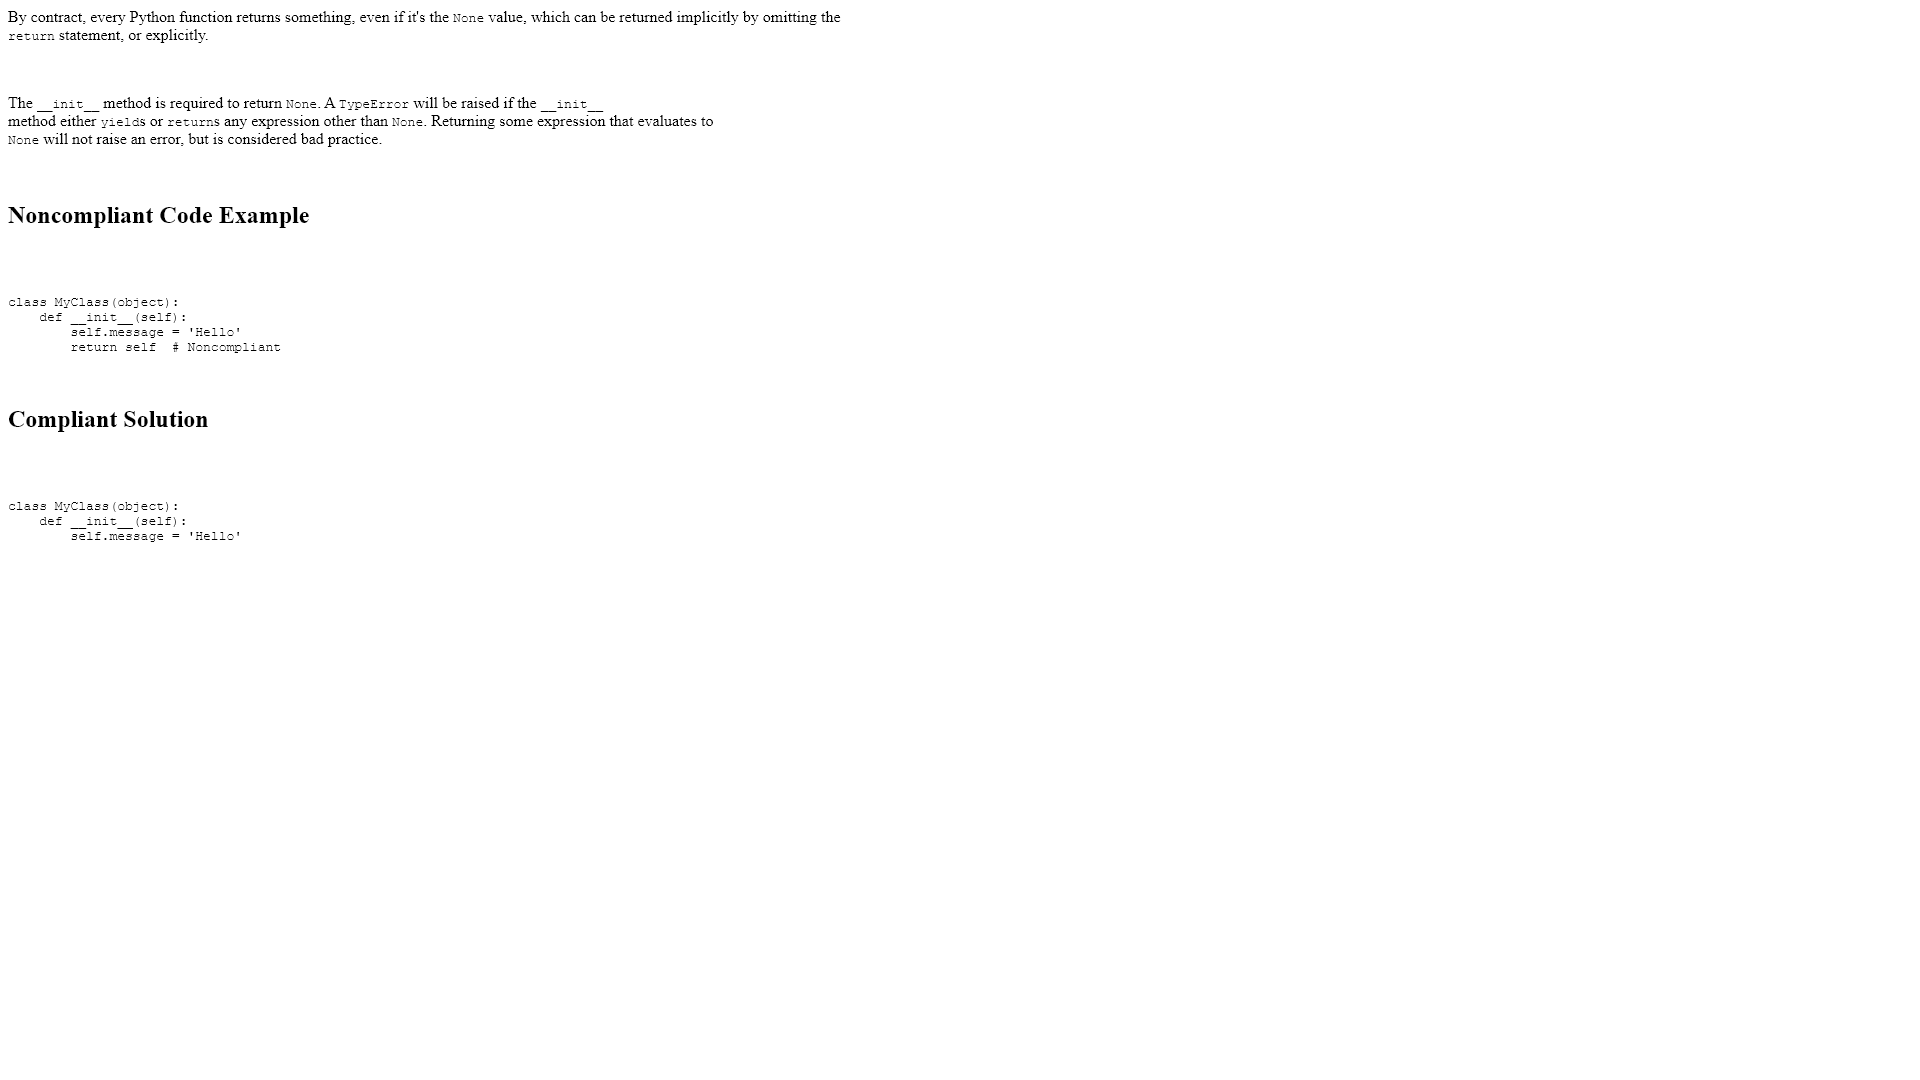 By contract, every Python function returns something, even if it's the None value, which can be returned implicitly by omitting the
return statement, or explicitly.
The __init__ method is required to return None. A TypeError will be raised if the __init__
method either yields or returns any expression other than None. Returning some expression that evaluates to
None will not raise an error, but is considered bad practice.
Noncompliant Code Example
class MyClass(object):
    def __init__(self):
        self.message = 'Hello'
        return self  # Noncompliant
Compliant Solution
class MyClass(object):
    def __init__(self):
        self.message = 'Hello'